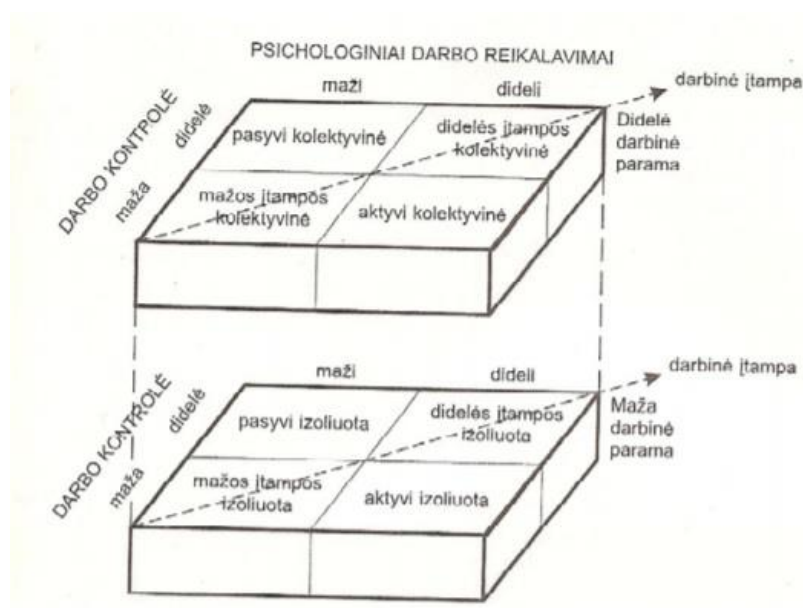 PSICHOLOGINIAI DARBO REIKALAVIMAI
maži
dideli
darbinė įtampa
DARBO KONTPOLĖ
didelė
maža
pasyvi kolektyvinė
didelės įtampos
kolektyvinė
mažos įtampos
kolektyvinė
aktyvi kolektyvinė
Didelė
darbinė
parama
maži
dideli
darbinė įtampa
DARBO KONTROLĖ
didelė
maža
pasyvi izoliuota
didelės įtampos
izoliuota
mažos įtampos
izoliuota
aktyvi izoliuota
Maža
darbinė
parama